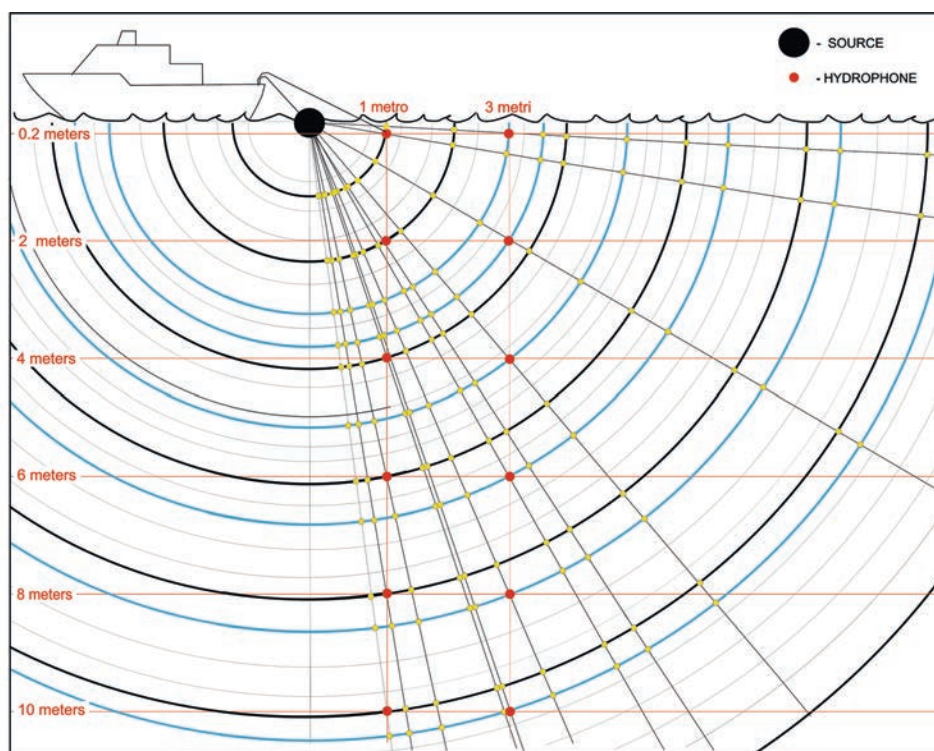 - SOURCE
- HYDROPHONE
1 metro
3 metri
0.2 meters
2 meters
4 meters
6 meters
8 meters
10 meters